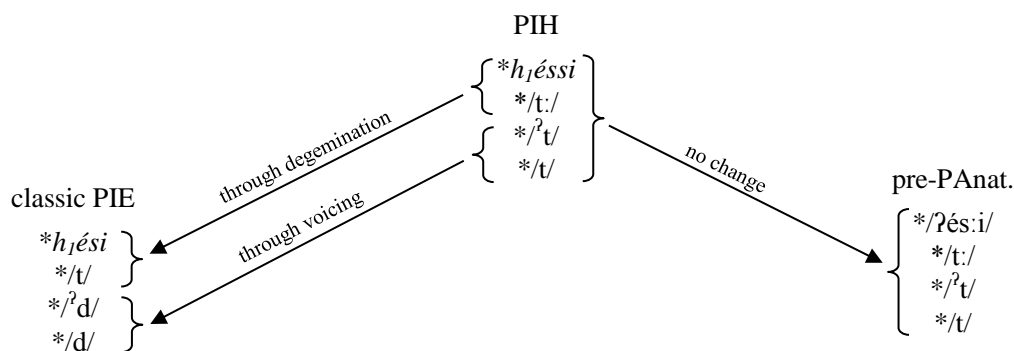 PIH
*h₁éssi
*/tː/
*/ˀt/
*/t/
through degemination
through voicing
no change
classic PIE
*h₁ési
*/t/
*/ˀd/
*/d/
pre-PAnat.
*/ʔésːi/
*/tː/
*/ˀt/
*/t/